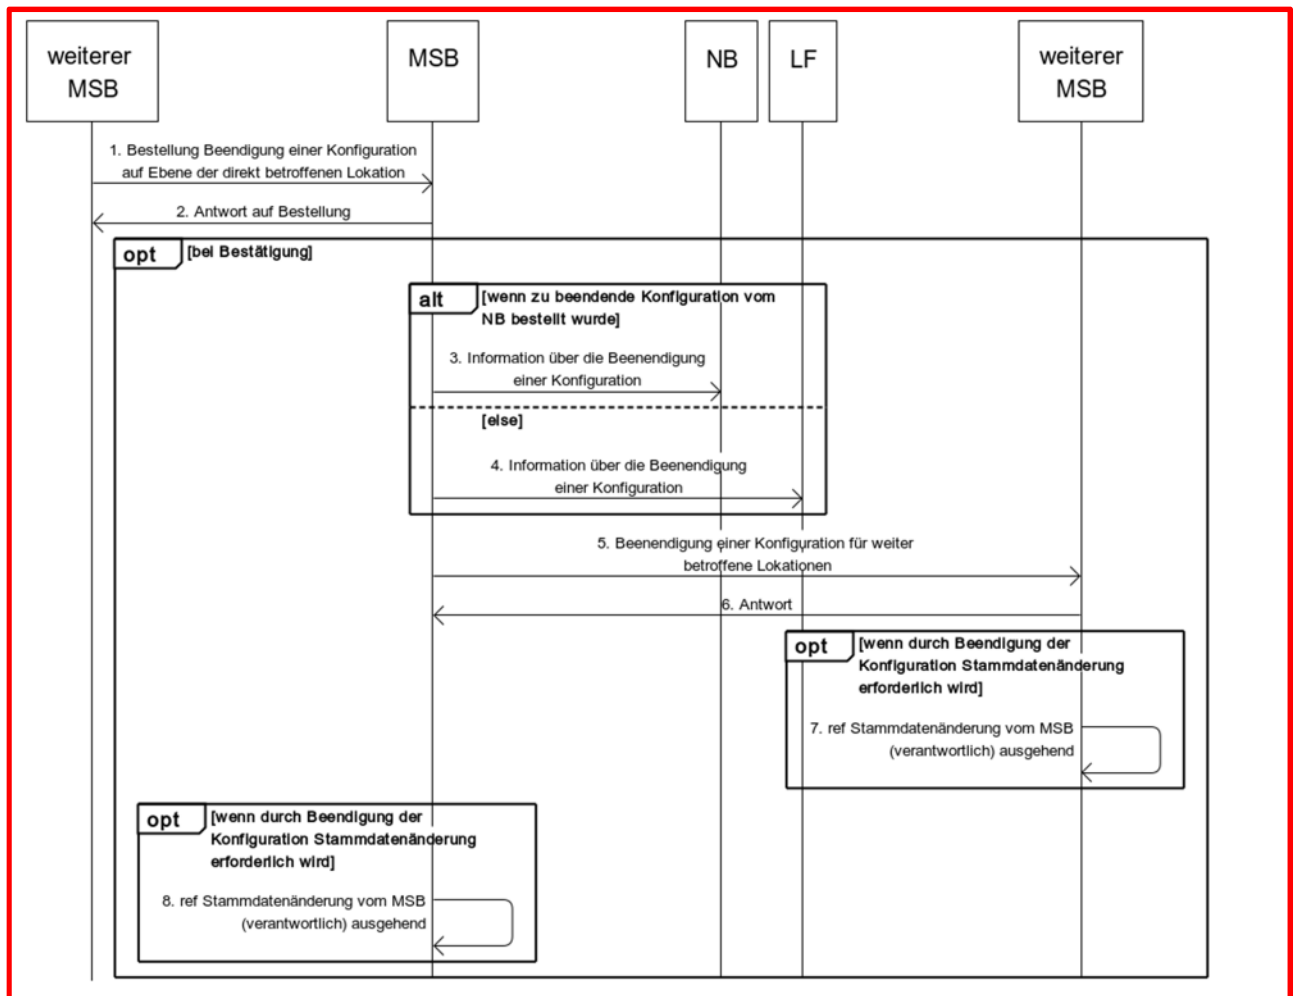 weiterer
MSB
MSB
NB
LF
weiterer
MSB
1. Bestellung Beendigung einer Konfiguration
auf Ebene der direkt betroffenen Lokation
2. Antwort auf Bestellung
opt
[bei Bestätigung]
alt
[wenn zu beendende Konfiguration vom
NB bestellt wurde]
3. Information über die Beenendigung
einer Konfiguration
[else]
4. Information über die Beenendigung
einer Konfiguration
5. Beenendigung einer Konfiguration für weiter
betroffene Lokationen
6. Antwort
opt
[wenn durch Beendigung der
Konfiguration Stammdatenänderung
erforderlich wird]
7. ref Stammdatenänderung vom MSB
(verantwortlich) ausgehend
opt
[wenn durch Beendigung der
Konfiguration Stammdatenänderung
erforderlich wird]
8. ref Stammdatenänderung vom MSB
(verantwortlich) ausgehend